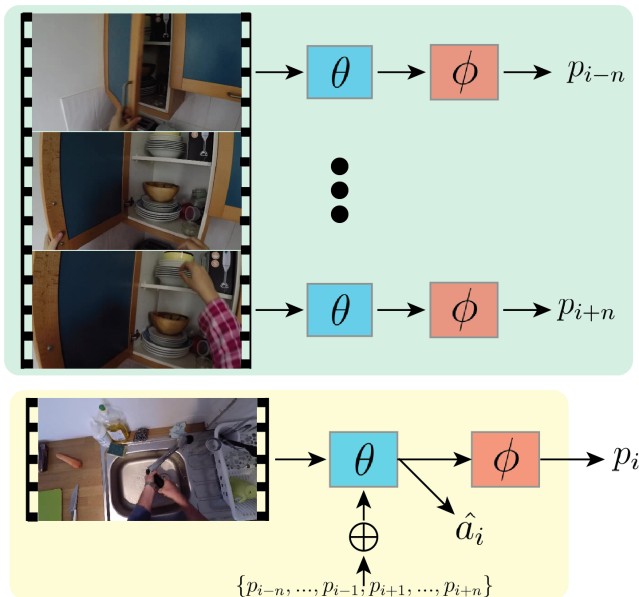 θ ϕ p_{i−n}
θ ϕ p_{i+n}
θ ϕ p_i
â_i
⊕
{p_{i−n}, ..., p_{i−1}, p_{i+1}, ..., p_{i+n}}